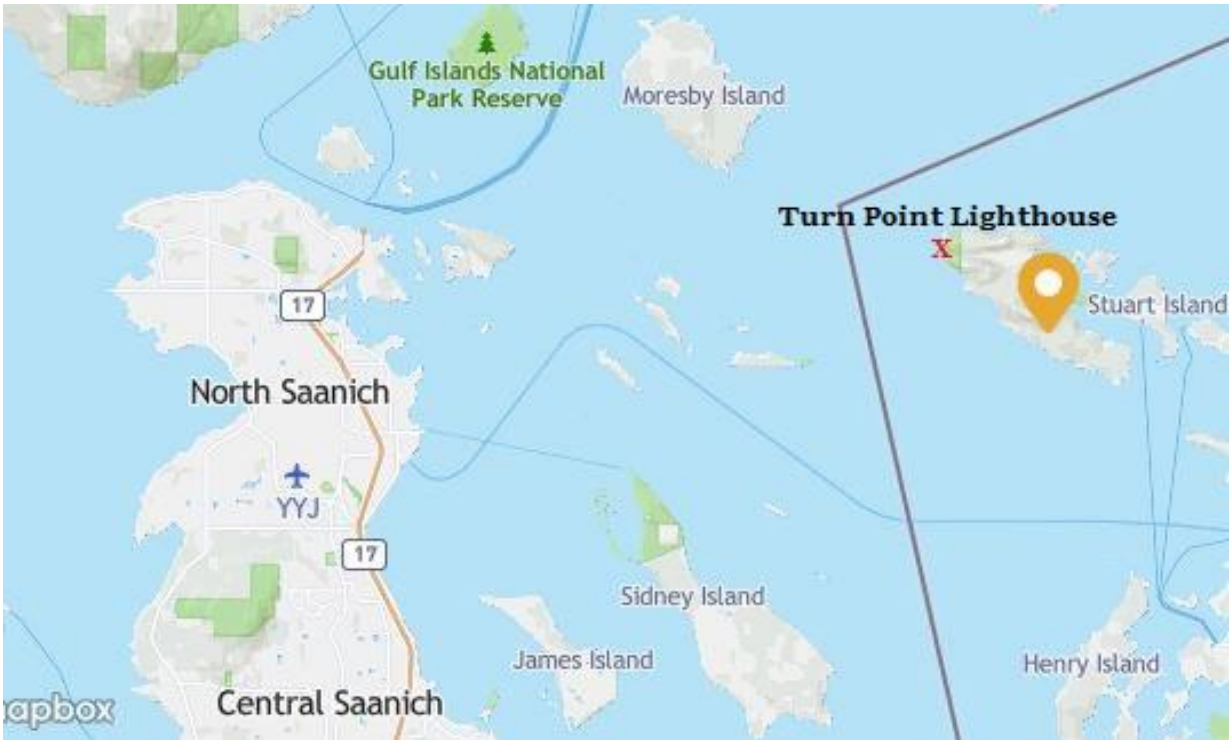 Gulf Islands National
Park Reserve
Moresby Island
Turn Point Lighthouse
X
Stuart Island
17
North Saanich
YYJ
17
Sidney Island
James Island
Henry Island
Central Saanich
apbox